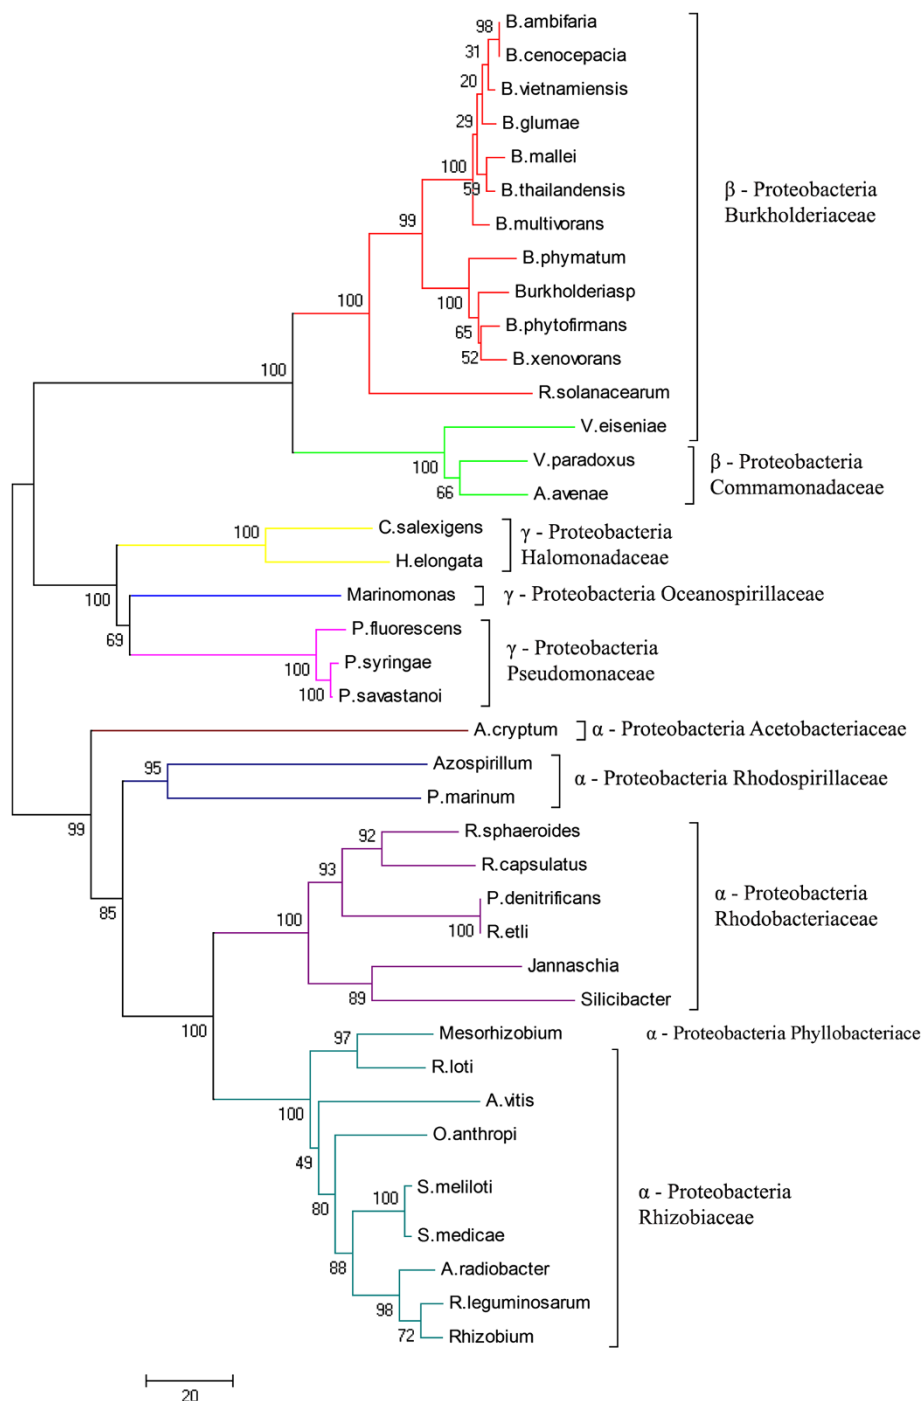 98
B.ambifaria
31
B.cenocepacia
20
B.vietnamiensis
29
B.glumae
100
B.mallei
59
B.thailandensis
99
B.multivorans
β - Proteobacteria
Burkholderiaceae
B.phymatum
100
Burkholderiasp
100
65
B.phytofirmans
52
B.xenovorans
100
R.solanacearum
V.eiseniae
100
V.paradoxus
66
A.avenae
β - Proteobacteria
Commamonadaceae
100
C.salexigens
H.elongata
γ - Proteobacteria
Halomonadaceae
100
Marinomonas
γ - Proteobacteria Oceanospirillaceae
69
P.fluorescens
100
P.syringae
100
P.savastanoi
γ - Proteobacteria
Pseudomonaceae
A.cryptum
α - Proteobacteria Acetobacteriaceae
95
Azospirillum
P.marinum
α - Proteobacteria Rhodospirillaceae
99
92
R.sphaeroides
93
R.capsulatus
P.denitrificans
100
R.etli
85
100
Jannaschia
89
Silicibacter
α - Proteobacteria
Rhodobacteriaceae
100
97
Mesorhizobium
α - Proteobacteria Phyllobacteriace
R.loti
100
A.vitis
49
O.anthropi
80
100
S.meliloti
S.medicae
88
A.radiobacter
98
R.leguminosarum
72
Rhizobium
α - Proteobacteria
Rhizobiaceae
20